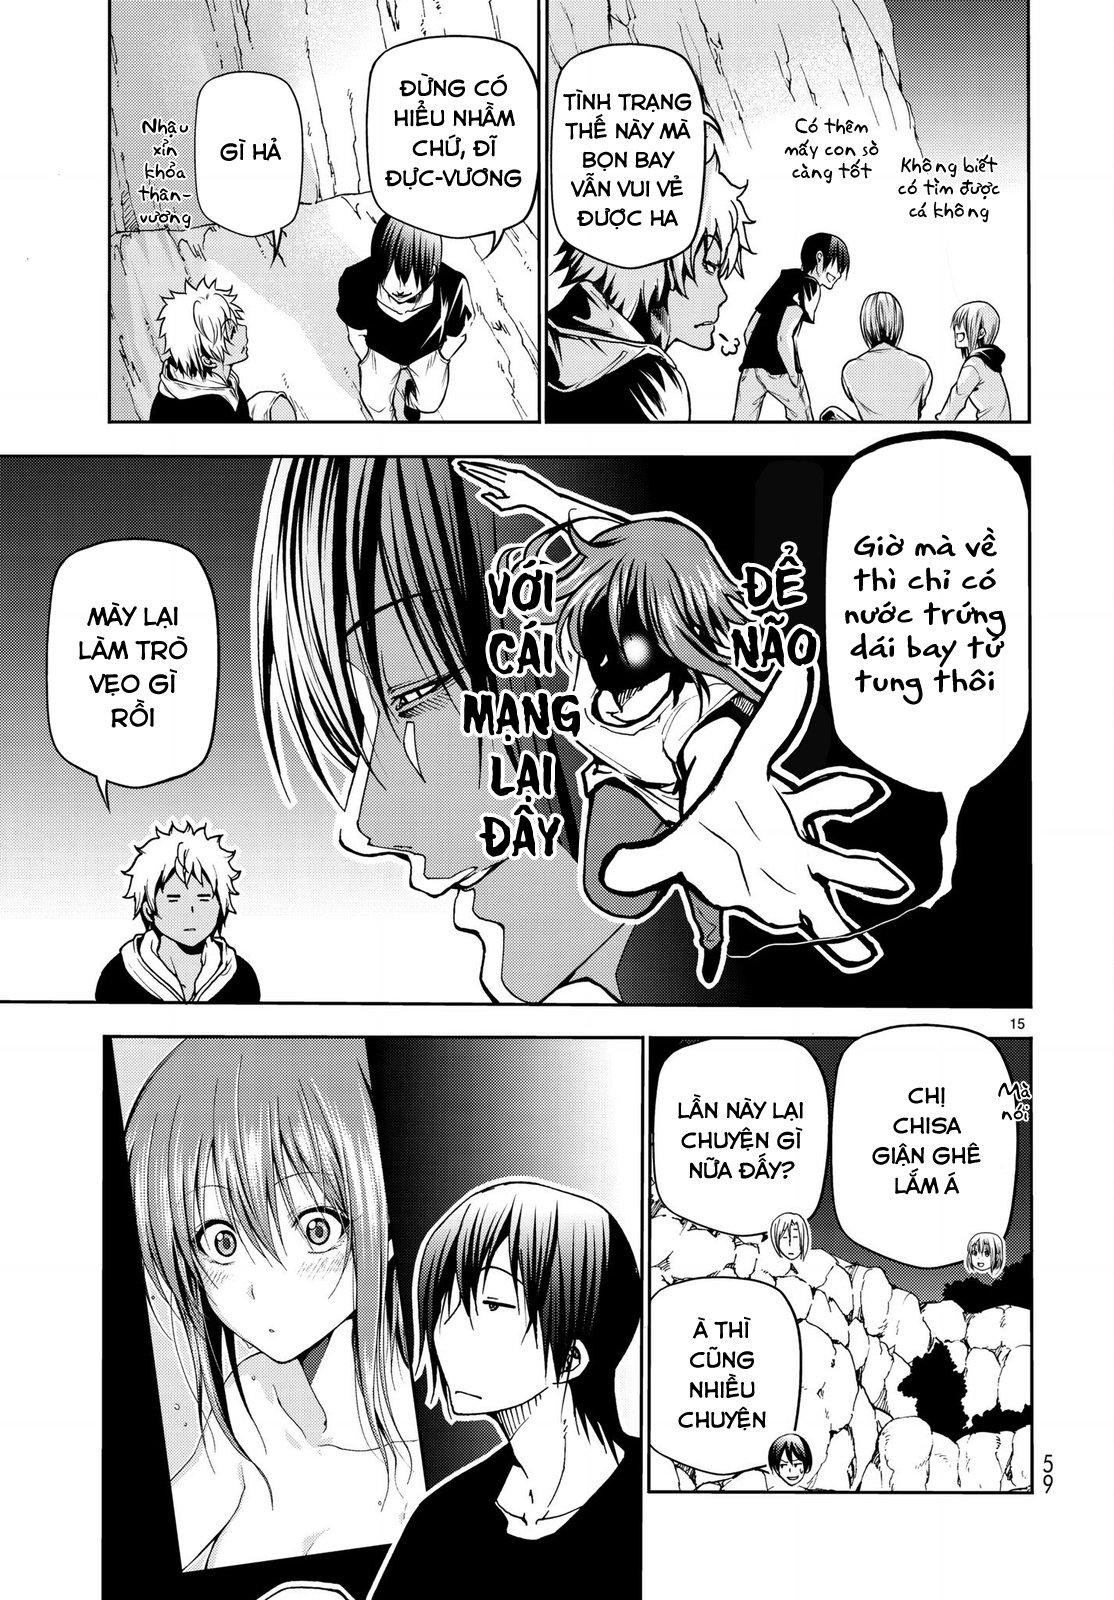 Không biết
có tìm được
cá không
Có thêm
mấy con sò
càng tốt
TÌNH TRẠNG
THẾ NÀY MÀ
BỌN BAY
VẪN VUI VẺ
ĐƯỢC HA
ĐỪNG CÓ
HIỂU NHẦM
CHỨ, ĐĨ
ĐỰC-VƯƠNG
GÌ HẢ
Nhậu
xỉn
khỏa
thân-
vương
Giờ mà về
thì chỉ có
nước trứng
dái bay tứ
tung thôi
ĐỂ
NÃO
VỚI
CÁI
MẠNG
LẠI
ĐÂY
MÀY LẠI
LÀM TRÒ
VẸO GÌ
RỒI
15
Mà
nói
CHỊ
CHISA
GIẬN GHÊ
LẮM Á
LẦN NÀY LẠI
CHUYỆN GÌ
NỮA ĐẤY?
À THÌ
CŨNG
NHIỀU
CHUYỆN
59